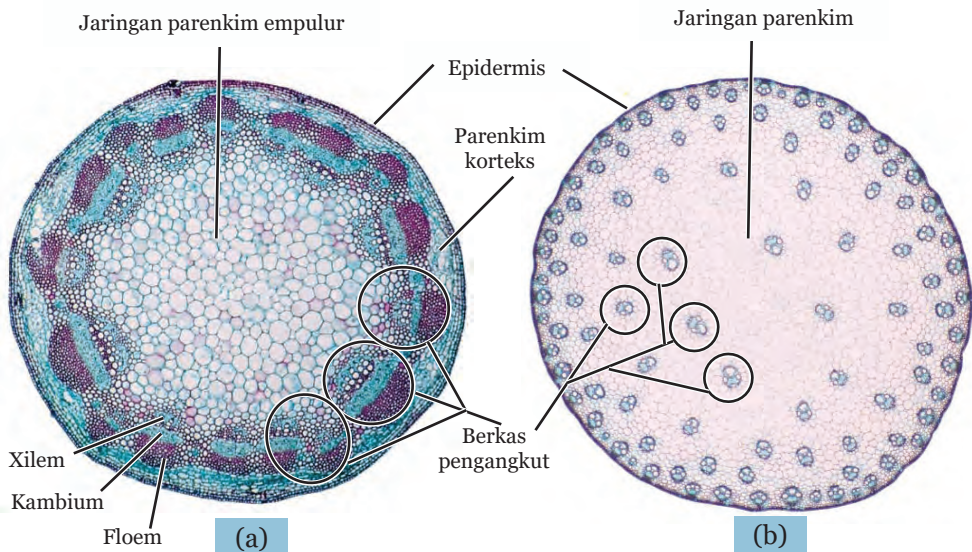 Jaringan parenkim empulur
Jaringan parenkim
Epidermis
Parenkim
korteks
Xilem
Kambium
Floem
Berkas
pengangkut
(a)
(b)